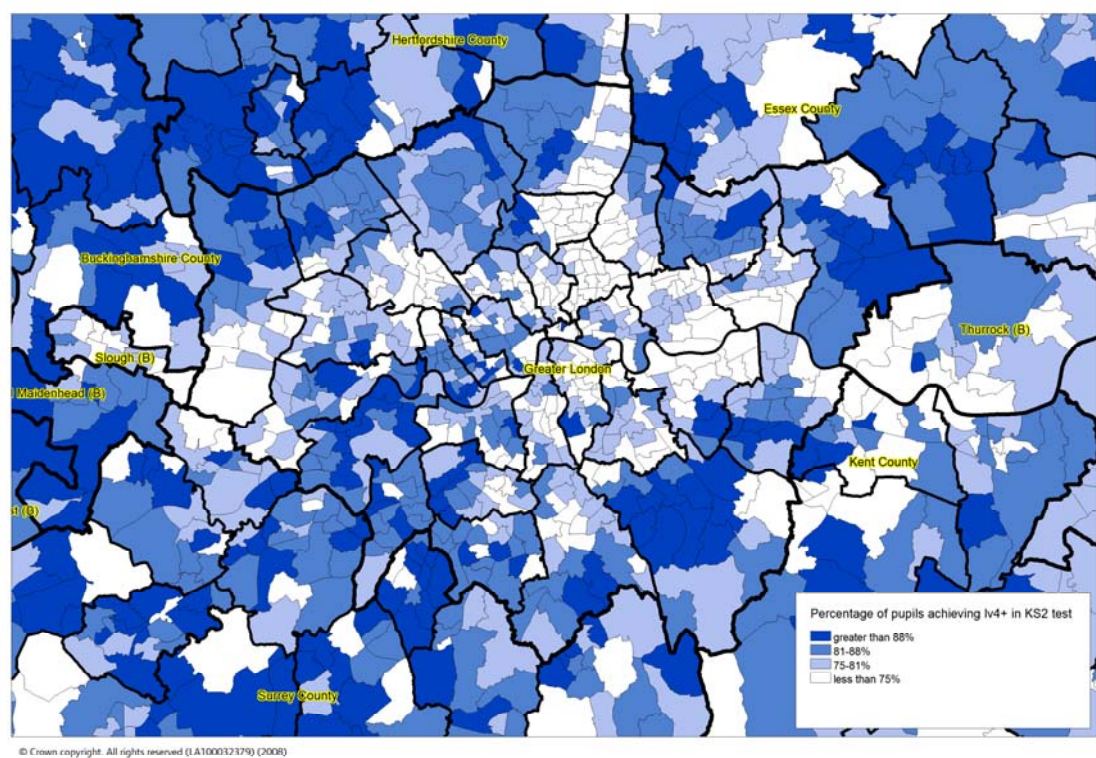 Hertfordshire County
Essex County
Buckinghamshire County
Slough (B)
Thurrock (B)
Greater London
Maidenhead (B)
Kent County
(B)
Surrey County
Percentage of pupils achieving lv4+ in KS2 test
greater than 88%
81-88%
75-81%
less than 75%
© Crown copyright. All rights reserved (LA100032379) (2008)